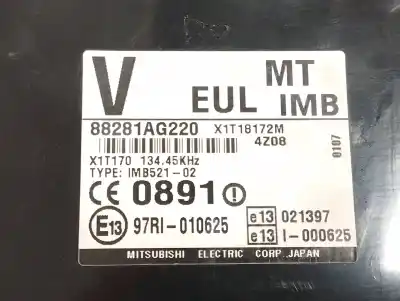 V EUL MT
IMB
88281AG220 X1T18172M
4Z08
0107
X1T170 134.45KHz
TYPE: IMB521-02
CE 0891
E13 97RI-010625
e13 021397
e13 I-000625
MITSUBISHI ELECTRIC CORP.JAPAN